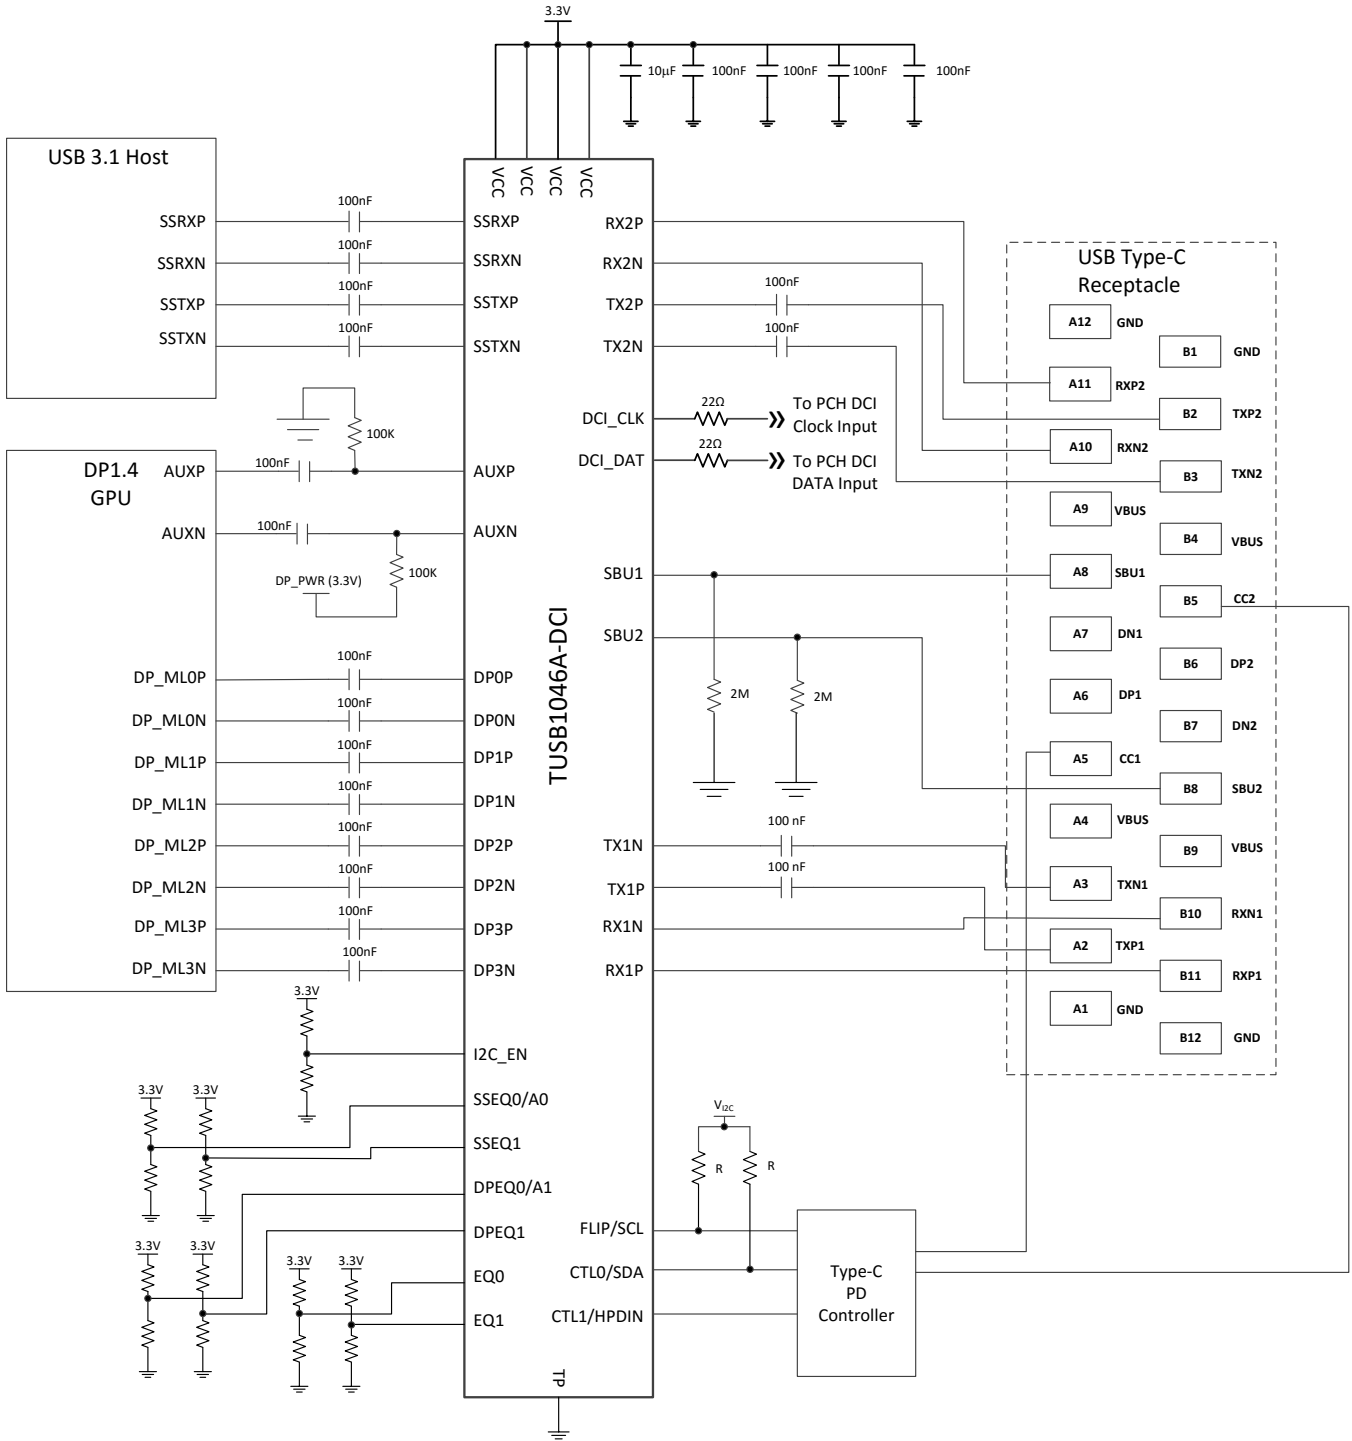 3.3V
10µF
100nF
100nF
100nF
100nF
USB 3.1 Host
SSRXP
SSRXN
SSTXP
SSTXN
100nF
100nF
100nF
100nF
VCC
VCC
VCC
VCC
SSRXP
SSRXN
SSTXP
SSTXN
RX2P
RX2N
TX2P
TX2N
100nF
100nF
100K
DP1.4
GPU
AUXP
AUXN
100nF
100nF
100K
DP_PWR (3.3V)
AUXP
AUXN
DCI_CLK
DCI_DAT
22Ω
22Ω
To PCH DCI
Clock Input
To PCH DCI
DATA Input
SBU1
SBU2
2M
2M
TUSB1046A-DCI
DP_ML0P
DP_ML0N
DP_ML1P
DP_ML1N
DP_ML2P
DP_ML2N
DP_ML3P
DP_ML3N
100nF
100nF
100nF
100nF
100nF
100nF
100nF
100nF
DP0P
DP0N
DP1P
DP1N
DP2P
DP2N
DP3P
DP3N
TX1N
TX1P
RX1N
RX1P
100 nF
100 nF
USB Type-C
Receptacle
A12 GND
B1 GND
A11 RXP2
B2 TXP2
A10 RXN2
B3 TXN2
A9 VBUS
B4 VBUS
A8 SBU1
B5 CC2
A7 DN1
B6 DP2
A6 DP1
B7 DN2
A5 CC1
B8 SBU2
A4 VBUS
B9 VBUS
A3 TXN1
B10 RXN1
A2 TXP1
B11 RXP1
A1 GND
B12 GND
3.3V
I2C_EN
3.3V
3.3V
SSEQ0/A0
SSEQ1
DPEQ0/A1
DPEQ1
3.3V
3.3V
3.3V
3.3V
EQ0
EQ1
VI2C
R
R
FLIP/SCL
CTL0/SDA
CTL1/HPDIN
Type-C
PD
Controller
TP